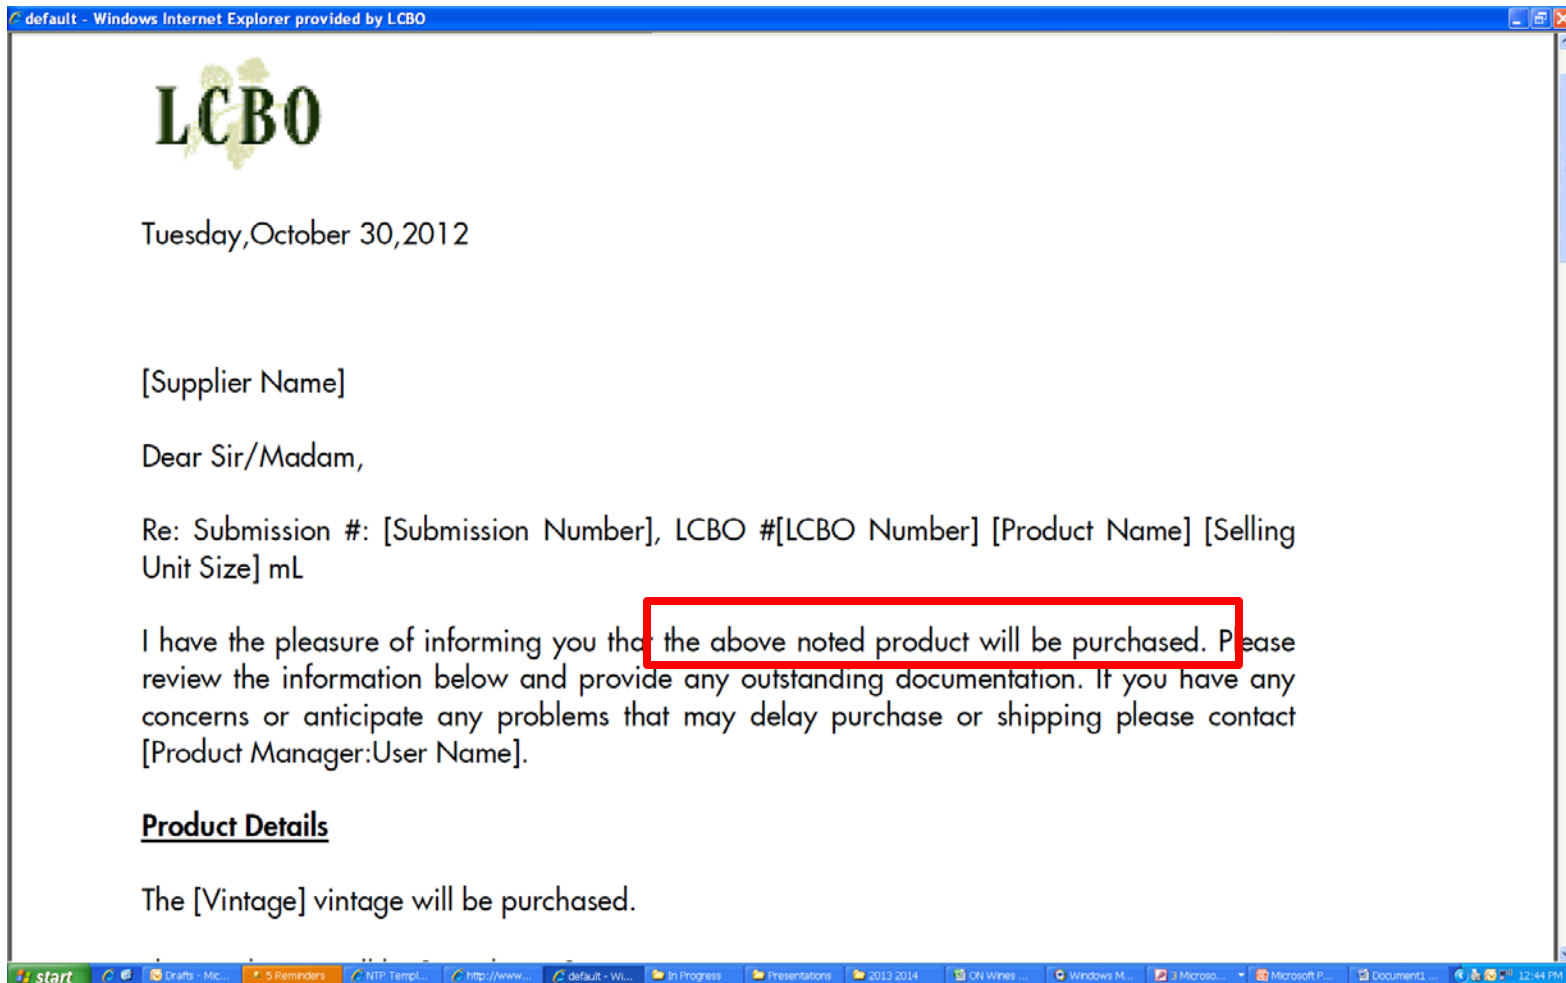 default - Windows Internet Explorer provided by LCBO
LCBO
Tuesday,October 30,2012
[Supplier Name]
Dear Sir/Madam,
Re: Submission #: [Submission Number], LCBO #[LCBO Number] [Product Name] [Selling
Unit Size] mL
I have the pleasure of informing you that the above noted product will be purchased. Please
review the information below and provide any outstanding documentation. If you have any
concerns or anticipate any problems that may delay purchase or shipping please contact
[Product Manager:User Name].
Product Details
The [Vintage] vintage will be purchased.
start Drafts - Mic... 5 Reminders NTP Templ... http://www... default - Wi... In Progress Presentations 2013 2014 ON Wines ... Windows M... 3 Microso... Microsoft P... Document1 ... 12:44 PM